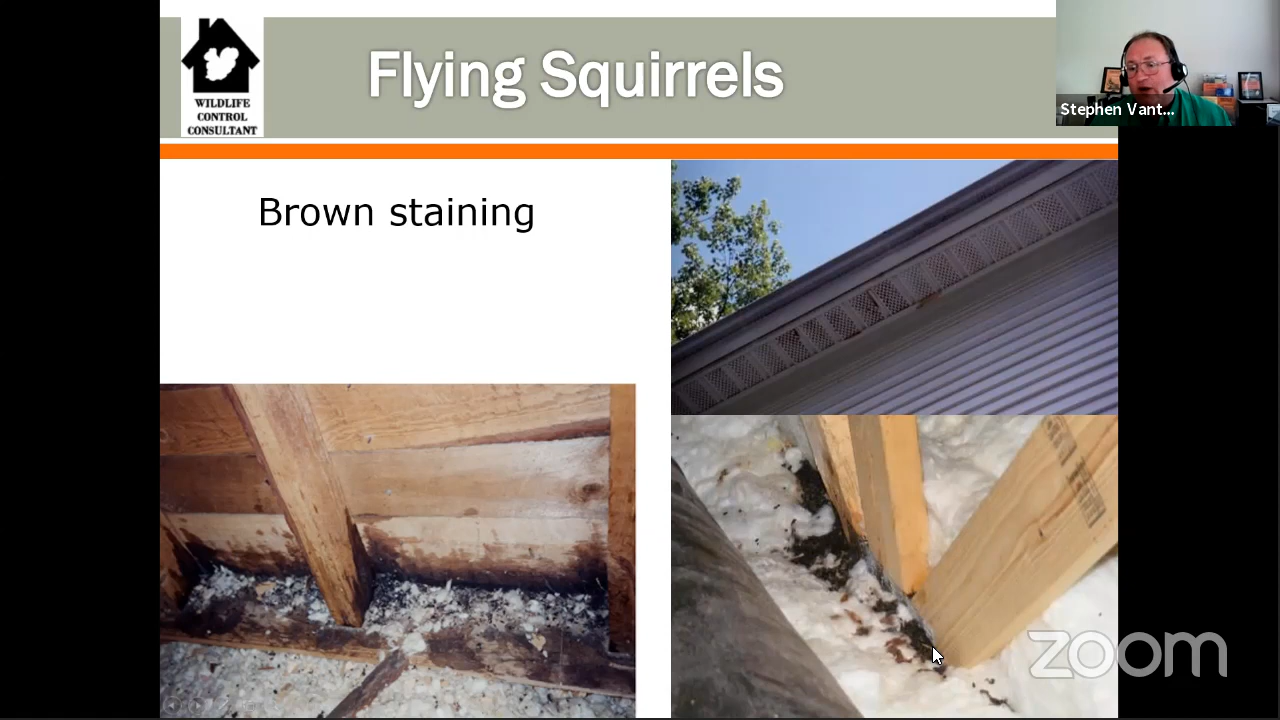 Flying Squirrels
WILDLIFE
CONTROL
CONSULTANT
Stephen Vant...
Brown staining
zoom